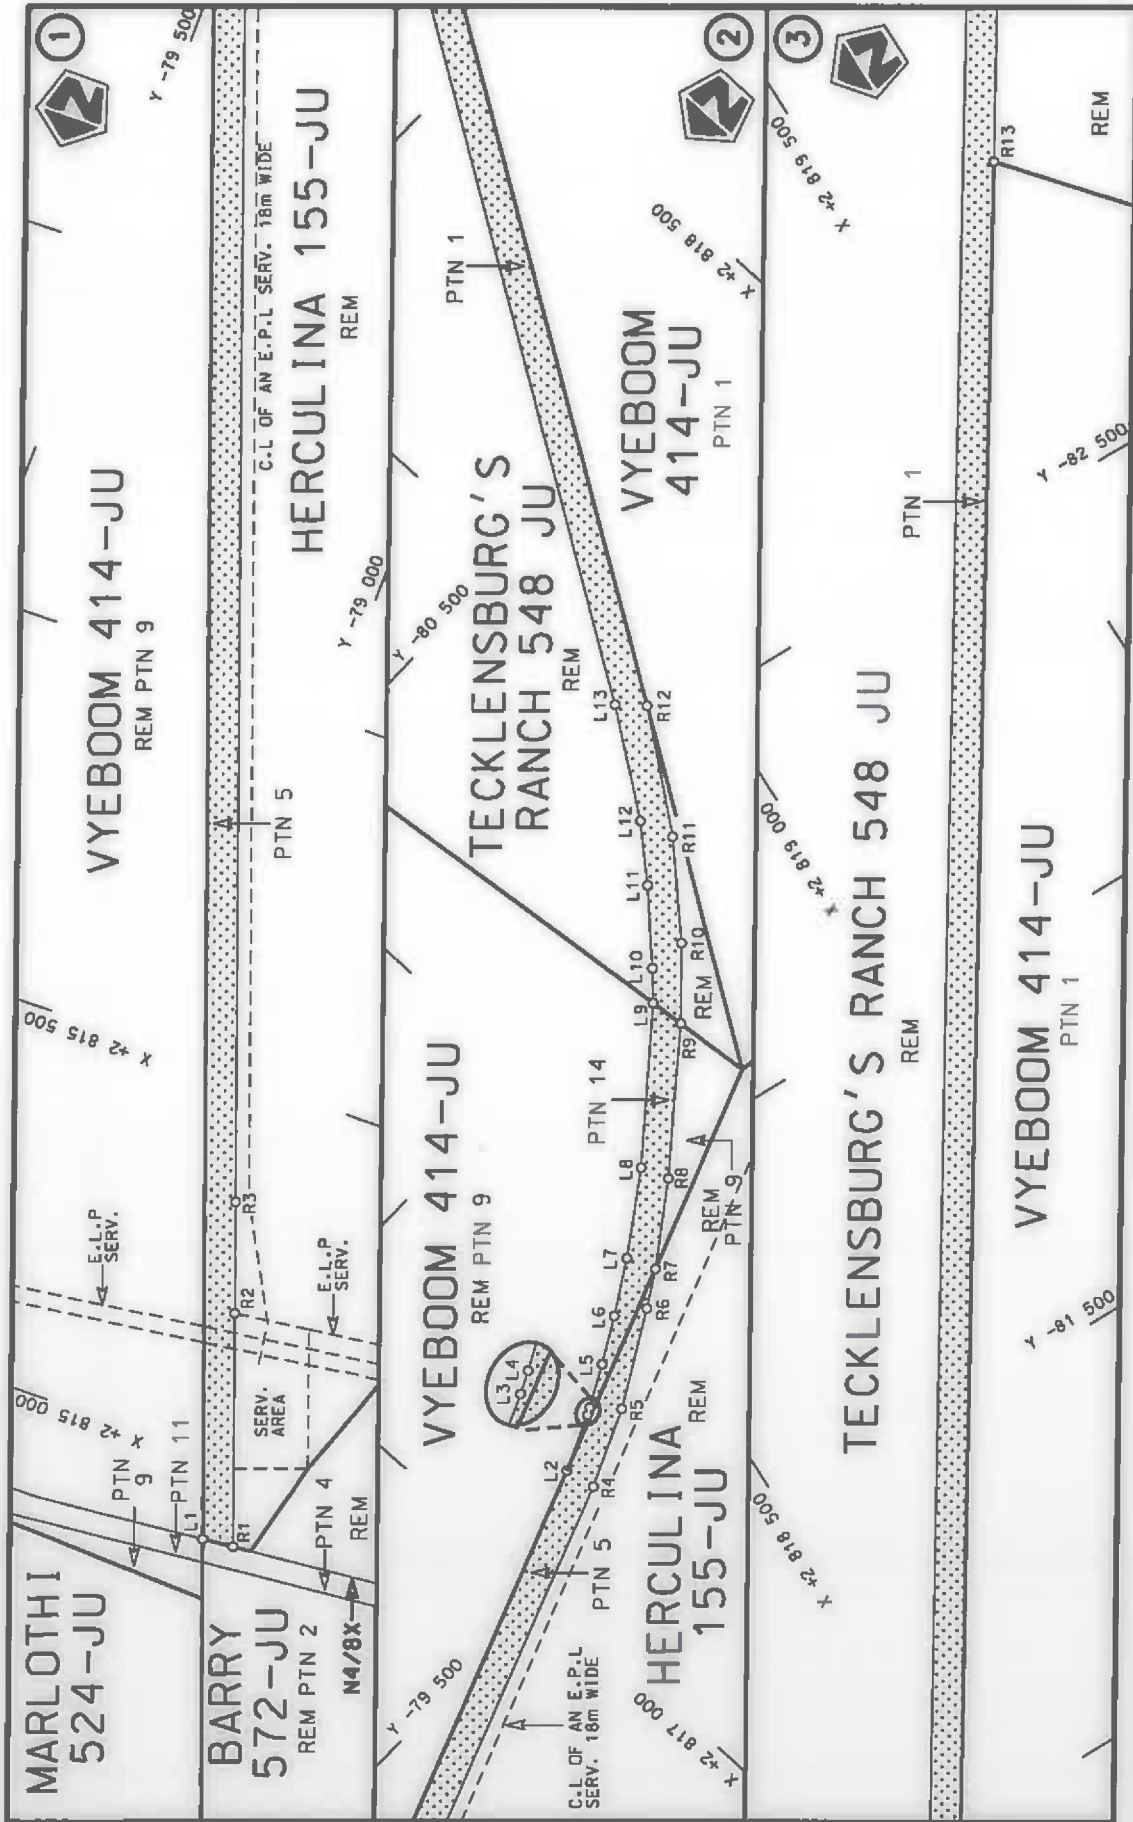 1
MARLOTHI
524-JU
PTN
9
PTN 11
X +2 815 000
E.L.P
SERV.
X +2 815 500
VYEBOOM 414-JU
REM PTN 9
Y -79 500
BARRY
572-JU
REM PTN 2
N4/8X
PTN 4
REM
L1
R1
SERV.
AREA
R2
E.L.P
SERV.
R3
PTN 5
C.L OF AN E.P.L SERV. 18m WIDE
HERCULINA 155-JU
REM
Y -79 000
2
Y -79 500
C.L OF AN E.P.L
SERV. 18m WIDE
PTN 5
X +2 817 000
HERCULINA
155-JU
REM
VYEBOOM 414-JU
REM PTN 9
L2
L3
L4
L5
L6
L7
L8
L9
L10
L11
L12
L13
R4
R5
R6
R7
R8
R9
R10
R11
R12
PTN 14
REM
PTN 9
REM
Y -80 500
TECKLENSBURG'S
RANCH 548 JU
REM
PTN 1
VYEBOOM
414-JU
PTN 1
X +2 818 500
3
X +2 818 500
TECKLENSBURG'S RANCH 548 JU
REM
X +2 819 000
X +2 819 500
Y -81 500
VYEBOOM 414-JU
PTN 1
PTN 1
Y -82 500
R13
REM